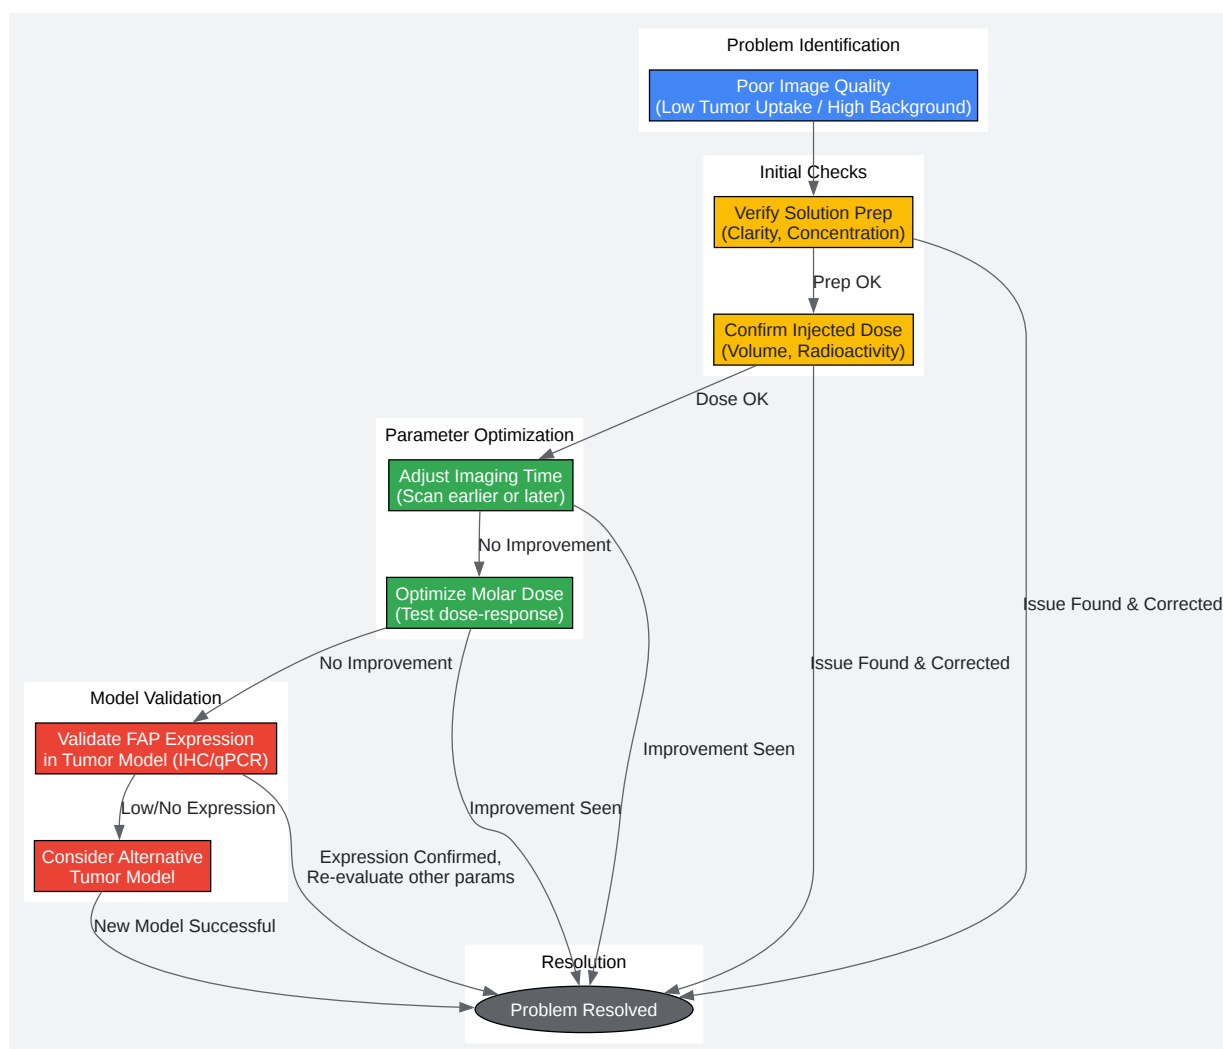 Problem Identification
Poor Image Quality
(Low Tumor Uptake / High Background)
Initial Checks
Verify Solution Prep
(Clarity, Concentration)
Prep OK
Confirm Injected Dose
(Volume, Radioactivity)
Dose OK
Parameter Optimization
Adjust Imaging Time
(Scan earlier or later)
No Improvement
Optimize Molar Dose
(Test dose-response)
Issue Found & Corrected
No Improvement
Issue Found & Corrected
Model Validation
Validate FAP Expression
in Tumor Model (IHC/qPCR)
Improvement Seen
Low/No Expression
Improvement Seen
Consider Alternative
Tumor Model
Expression Confirmed,
Re-evaluate other params
New Model Successful
Resolution
Problem Resolved